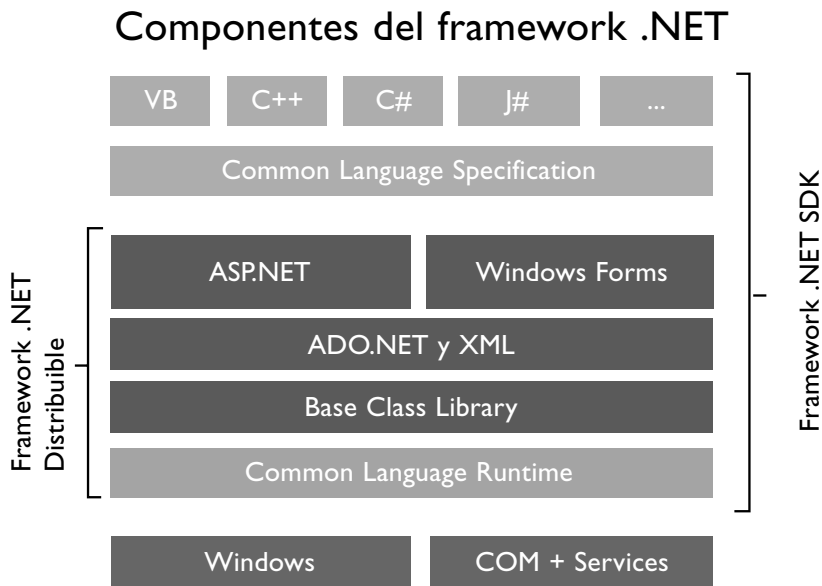 Componentes del framework .NET
VB
C++
C#
J#
...
Common Language Specification
ASP.NET
Windows Forms
ADO.NET y XML
Base Class Library
Common Language Runtime
Windows
COM + Services
Framework .NET
Distribuible
Framework .NET SDK